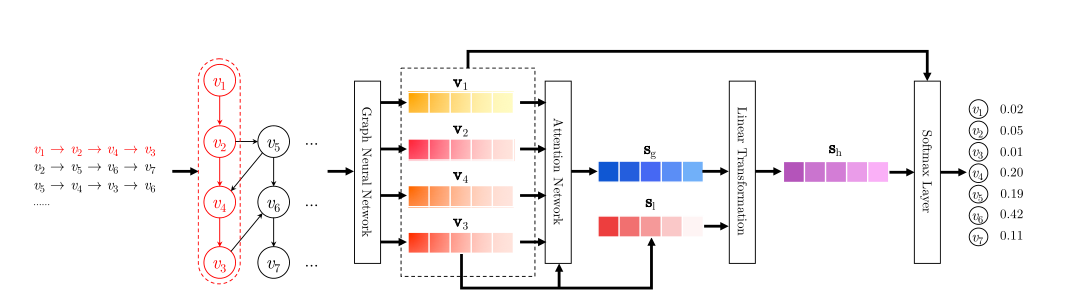 v1 → v2 → v4 → v3
v2 → v5 → v6 → v7
v5 → v4 → v3 → v6
......
v1
v2
v5
...
v4
v6
v3
v7
...
Graph Neural Network
v1
v2
v4
v3
Attention Network
sg
sl
Linear Transformation
sh
Softmax Layer
v1 0.02
v2 0.05
v3 0.01
v4 0.20
v5 0.19
v6 0.42
v7 0.11